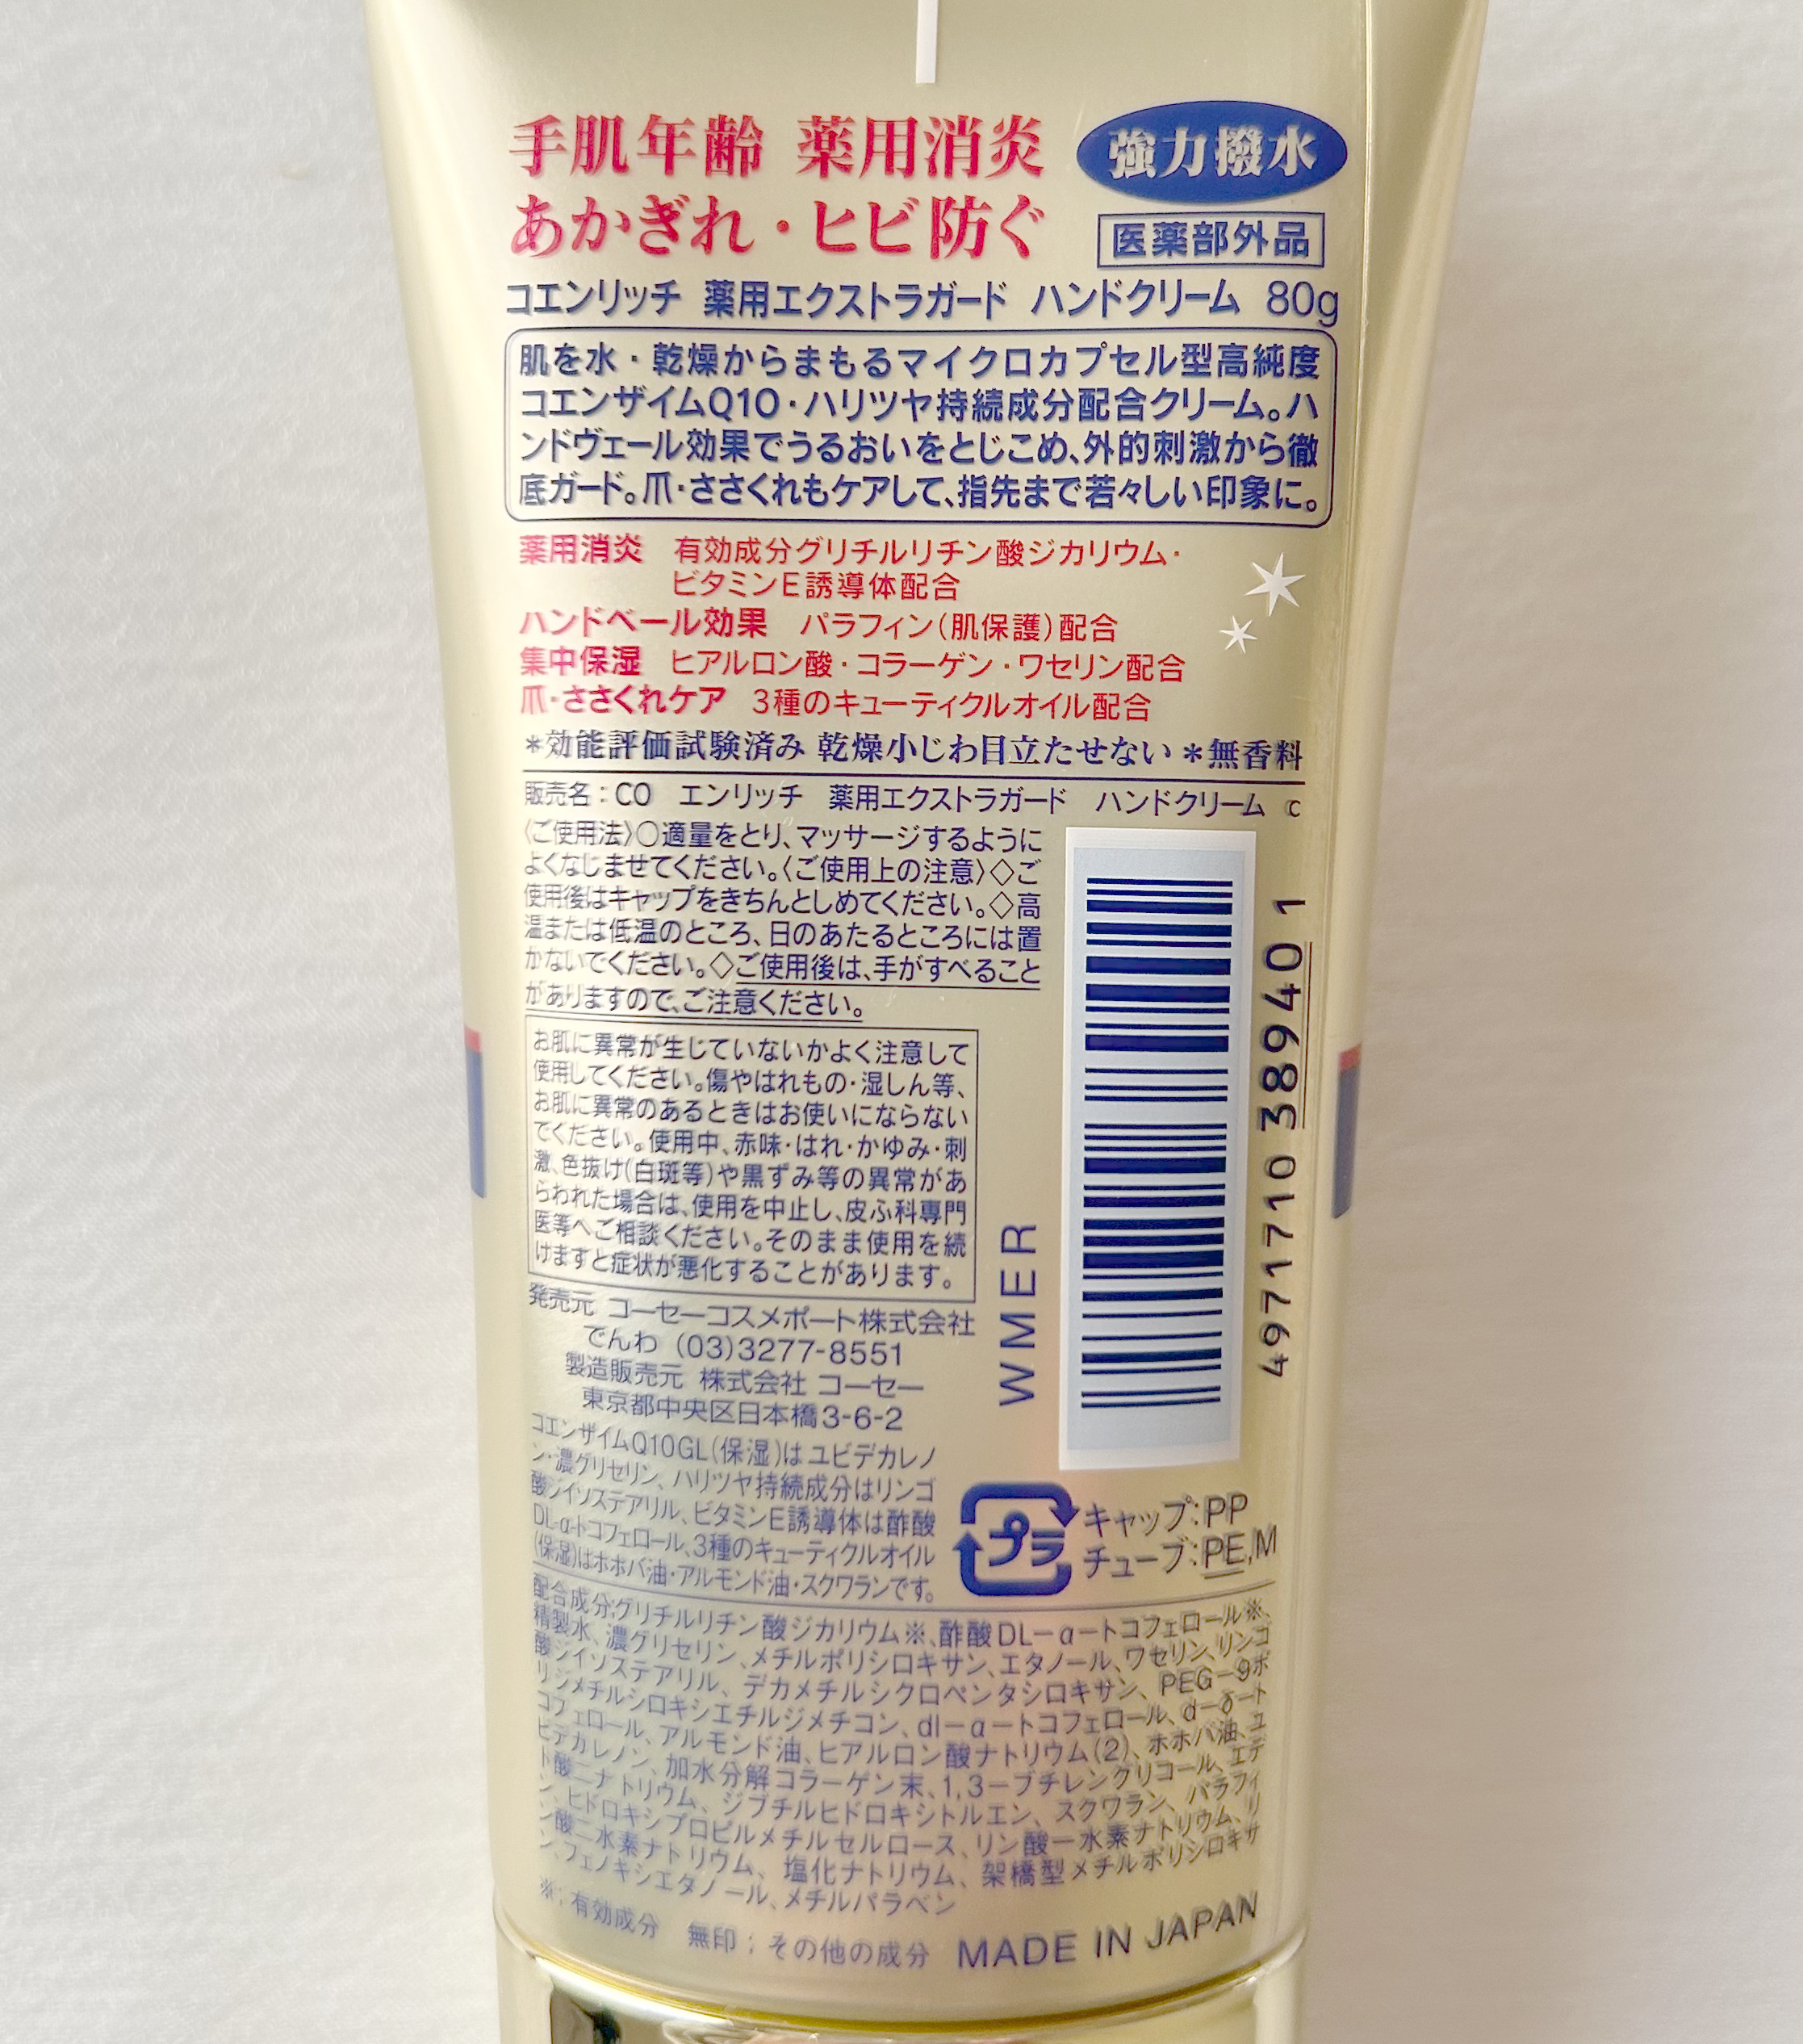 手肌年齢 薬用消炎
あかぎれ・ヒビ防ぐ
強力撥水
医薬部外品
コエンリッチ 薬用エクストラガード ハンドクリーム 80g
肌を水・乾燥からまもるマイクロカプセル型高純度
コエンザイムQ10・ハリツヤ持続成分配合クリーム。ハ
ンドヴェール効果でうるおいをとじこめ、外的刺激から徹
底ガード。爪・ささくれもケアして、指先まで若々しい印象に。
薬用消炎 有効成分グリチルリチン酸ジカリウム・
ビタミンE誘導体配合
ハンドベール効果 パラフィン(肌保護)配合
集中保湿 ヒアルロン酸・コラーゲン・ワセリン配合
爪・ささくれケア 3種のキューティクルオイル配合
*効能評価試験済み 乾燥小じわ目立たせない *無香料
販売名：CO エンリッチ 薬用エクストラガード ハンドクリーム c
〈ご使用法〉○適量をとり、マッサージするように
よくなじませてください。〈ご使用上の注意〉◇ご
使用後はキャップをきちんとしめてください。◇高
温または低温のところ、日のあたるところには置
かないでください。◇ご使用後は、手がすべること
がありますので、ご注意ください。
お肌に異常が生じていないかよく注意して
使用してください。傷やはれもの・湿しん等、
お肌に異常のあるときはお使いにならない
でください。使用中、赤味・はれ・かゆみ・刺
激、色抜け(白斑等)や黒ずみ等の異常があ
らわれた場合は、使用を中止し、皮ふ科専門
医等へご相談ください。そのまま使用を続
けますと症状が悪化することがあります。
発売元 コーセーコスメポート株式会社
でんわ (03)3277-8551
製造販売元 株式会社 コーセー
東京都中央区日本橋3-6-2
WMER
4971710 389401
コエンザイムQ10GL(保湿)はユビデカレノ
ン・濃グリセリン、ハリツヤ持続成分はリンゴ
酸ジイソステアリル、ビタミンE誘導体は酢酸
DL-α-トコフェロール、3種のキューティクルオイル
(保湿)はホホバ油・アルモンド油・スクワランです。
プラ
キャップ:PP
チューブ:PE,M
配合成分:グリチルリチン酸ジカリウム※、酢酸DL-α-トコフェロール※、
精製水、濃グリセリン、メチルポリシロキサン、エタノール、ワセリン、リンゴ
酸ジイソステアリル、デカメチルシクロペンタシロキサン、PEG-9ポ
リジメチルシロキシエチルジメチコン、dl-α-トコフェロール、d-δ-ト
コフェロール、アルモンド油、ヒアルロン酸ナトリウム(2)、ホホバ油、ユ
ビデカレノン、加水分解コラーゲン末、1,3-ブチレングリコール、エデ
ト酸二ナトリウム、ジブチルヒドロキシトルエン、スクワラン、パラフィ
ン、ヒドロキシプロピルメチルセルロース、リン酸一水素ナトリウム、リ
ン酸二水素ナトリウム、塩化ナトリウム、架橋型メチルポリシロキサ
ン、フェノキシエタノール、メチルパラベン
※：有効成分 無印；その他の成分 MADE IN JAPAN